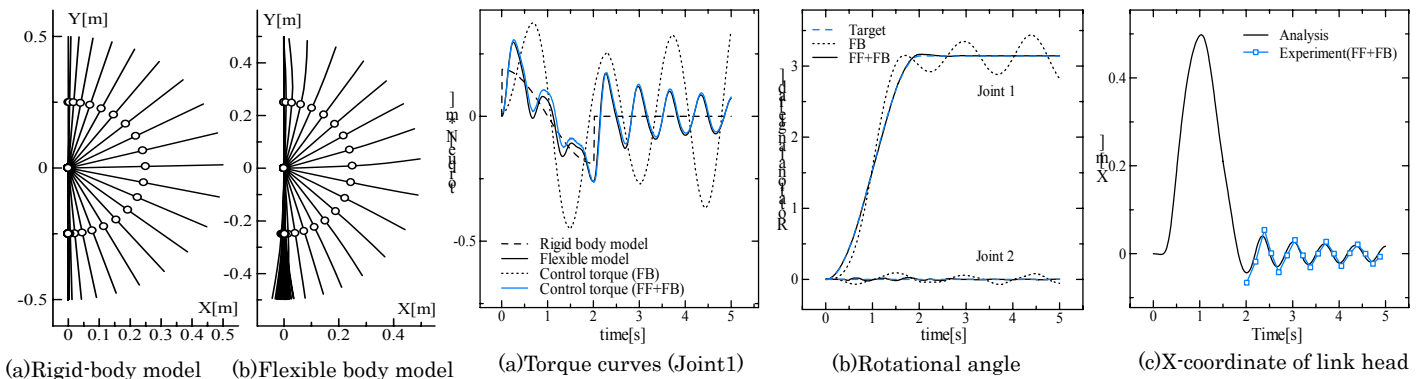 Y[m]
0.5
0
-0.5
X[m]
0 0.1 0.2 0.3 0.4 0.5
(a)Rigid-body model
Y[m]
0.4
0.2
0
-0.2
-0.4
X[m]
0 0.2 0.4
(b)Flexible body model
Torque[N*m]
0
-0.5
Rigid body model
Flexible model
Control torque (FB)
Control torque (FF+FB)
0 1 2 3 4 5
time[s]
(a)Torque curves (Joint1)
Rotational angle[rad]
3
2
1
0
Target
FB
FF+FB
Joint 1
Joint 2
0 1 2 3 4 5
time[s]
(b)Rotational angle
X[m]
0.4
0.2
0
Analysis
Experiment(FF+FB)
0 1 2 3 4 5
Time[s]
(c)X-coordinate of link head